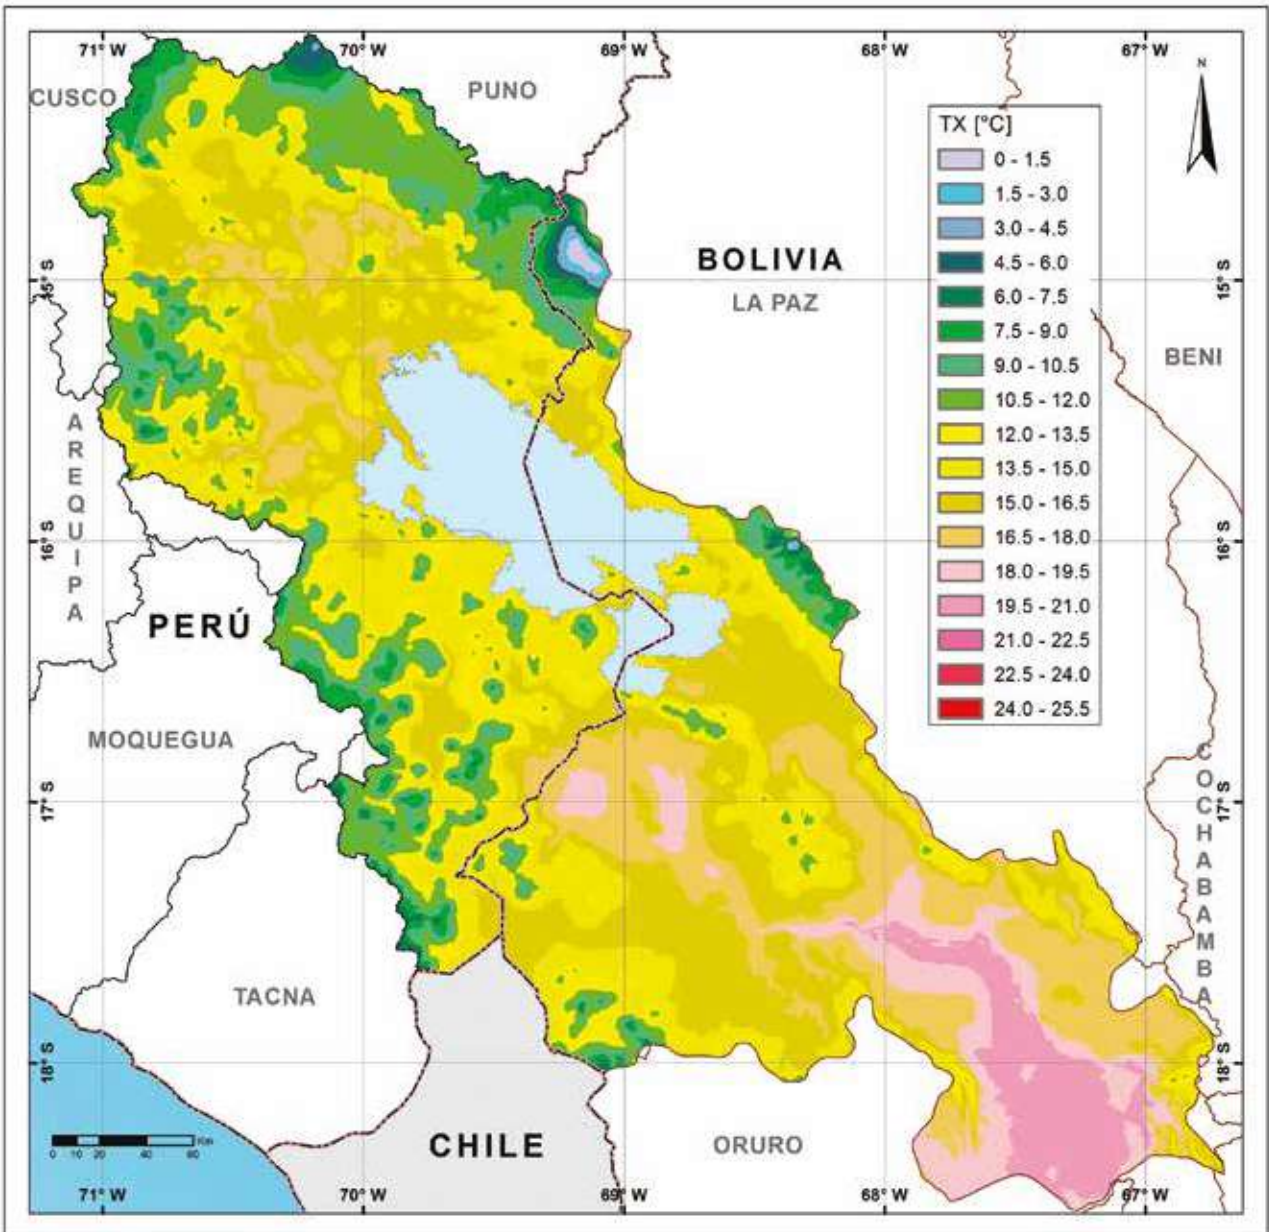 71° W 70° W 69° W 68° W 67° W
N
CUSCO
PUNO
TX [°C]
0 - 1.5
1.5 - 3.0
3.0 - 4.5
4.5 - 6.0
6.0 - 7.5
7.5 - 9.0
9.0 - 10.5
10.5 - 12.0
12.0 - 13.5
13.5 - 15.0
15.0 - 16.5
16.5 - 18.0
18.0 - 19.5
19.5 - 21.0
21.0 - 22.5
22.5 - 24.0
24.0 - 25.5
BOLIVIA
LA PAZ
15° S 15° S
BENI
AREQUIPA
16° S 16° S
PERÚ
MOQUEGUA
COCHABAMBA
17° S 17° S
TACNA
18° S 18° S
CHILE
ORURO
Km
0 10 20 40 60
71° W 70° W 69° W 68° W 67° W